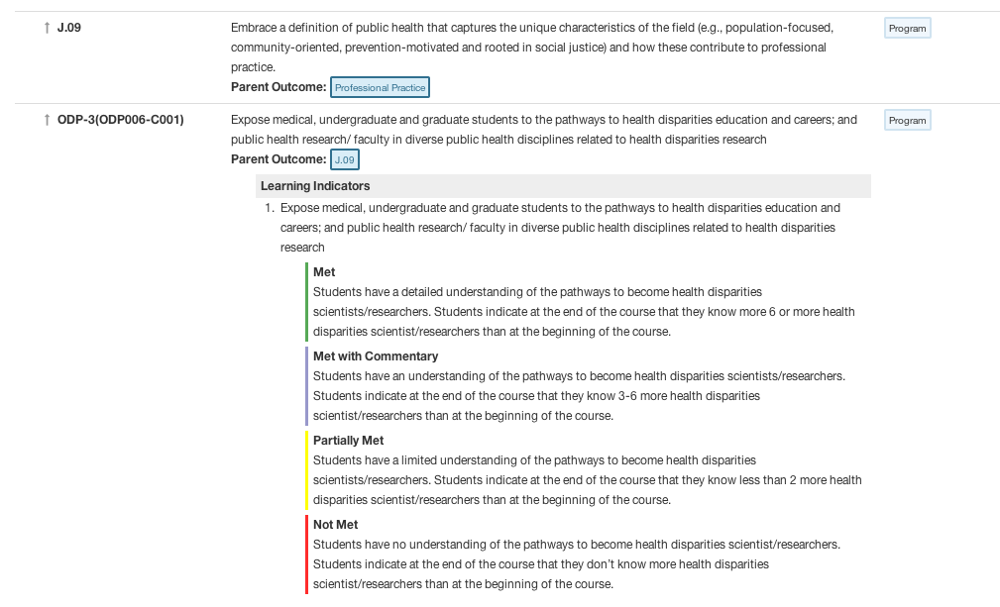 J.09
Embrace a definition of public health that captures the unique characteristics of the field (e.g., population-focused,
community-oriented, prevention-motivated and rooted in social justice) and how these contribute to professional
practice.
Parent Outcome: Professional Practice
Program
ODP-3(ODP006-C001)
Expose medical, undergraduate and graduate students to the pathways to health disparities education and careers; and
public health research/ faculty in diverse public health disciplines related to health disparities research
Parent Outcome: J.09
Program
Learning Indicators
1. Expose medical, undergraduate and graduate students to the pathways to health disparities education and
careers; and public health research/ faculty in diverse public health disciplines related to health disparities
research
Met
Students have a detailed understanding of the pathways to become health disparities
scientists/researchers. Students indicate at the end of the course that they know more 6 or more health
disparities scientist/researchers than at the beginning of the course.
Met with Commentary
Students have an understanding of the pathways to become health disparities scientists/researchers.
Students indicate at the end of the course that they know 3-6 more health disparities
scientist/researchers than at the beginning of the course.
Partially Met
Students have a limited understanding of the pathways to become health disparities
scientists/researchers. Students indicate at the end of the course that they know less than 2 more health
disparities scientist/researchers than at the beginning of the course.
Not Met
Students have no understanding of the pathways to become health disparities scientist/researchers.
Students indicate at the end of the course that they don’t know more health disparities
scientist/researchers than at the beginning of the course.